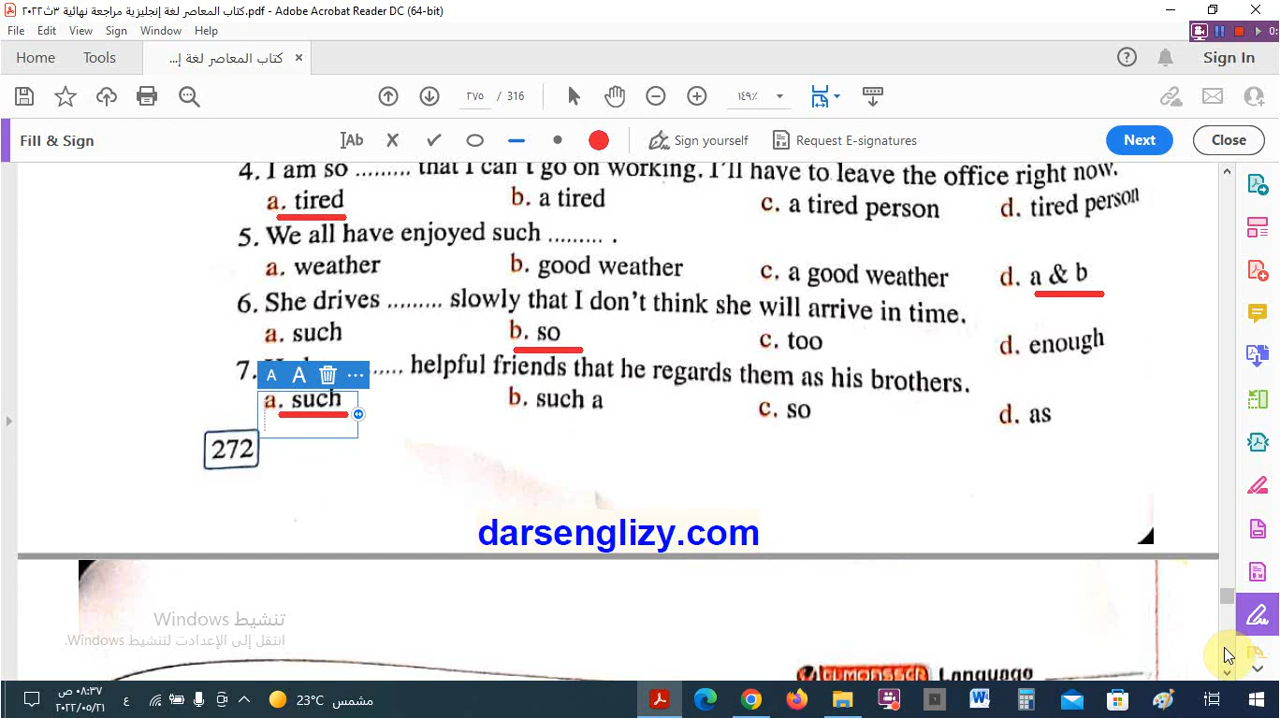 كتاب المعاصر لغة إنجليزية مراجعة نهائية ٣ث٢٠٢٢.pdf - Adobe Acrobat Reader DC (64-bit)
File Edit View Sign Window Help
Home Tools كتاب المعاصر لغة إ... ×
? Sign In
٢٧٥ / 316 ١٤٩٪
Fill & Sign Ab Sign yourself Request E-signatures Next Close
4. I am so ......... that I can't go on working. I'll have to leave the office right now.
a. tired b. a tired c. a tired person d. tired person
5. We all have enjoyed such ......... .
a. weather b. good weather c. a good weather d. a & b
6. She drives ......... slowly that I don't think she will arrive in time.
a. such b. so c. too d. enough
7. ...... helpful friends that he regards them as his brothers.
A A ...
a. such b. such a c. so d. as
272
darsenglizy.com
تنشيط Windows
انتقل إلى الإعدادات لتنشيط Windows.
ELMOASSER Language
٠٨:٣٧ ص
٢٠٢٢/٠٥/٢١
ع
23°C مشمس